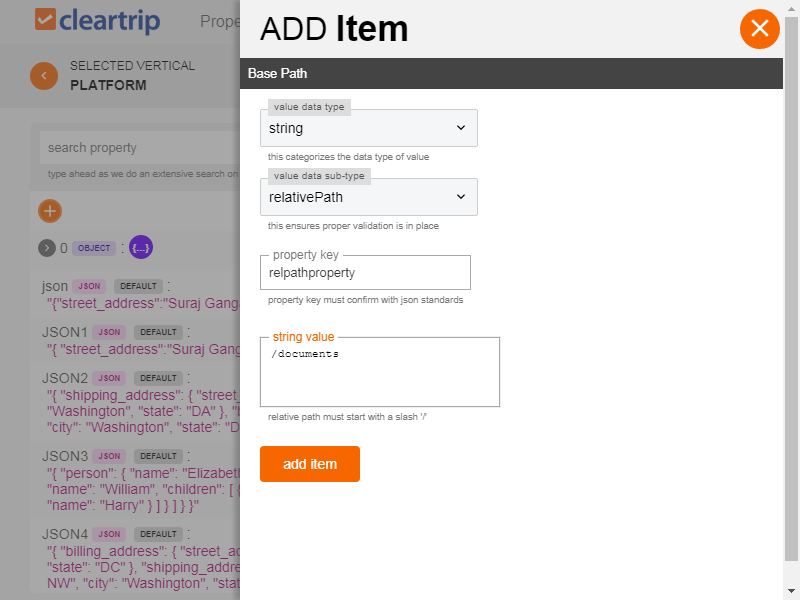 cleartrip
Prope
SELECTED VERTICAL
PLATFORM
search property
type ahead as we do an extensive search on
0 OBJECT : {...}
json JSON DEFAULT :
"{"street_address":"Suraj Gang
JSON1 JSON DEFAULT :
"{ "street_address":"Suraj Gang
JSON2 JSON DEFAULT :
"{ "shipping_address": { "street_
"Washington", "state": "DA" }, "b
city": "Washington", "state": "D
JSON3 JSON DEFAULT :
"{ "person": { "name": "Elizabeth
"name": "William", "children": [ {
"name": "Harry" } ] } ] } }"
JSON4 JSON DEFAULT :
"{ "billing_address": { "street_ad
"state": "DC" }, "shipping_addre
NW", "city": "Washington", "stat
ADD Item
Base Path
value data type
string
this categorizes the data type of value
value data sub-type
relativePath
this ensures proper validation is in place
property key
relpathproperty
property key must confirm with json standards
string value
/documents
relative path must start with a slash '/'
add item